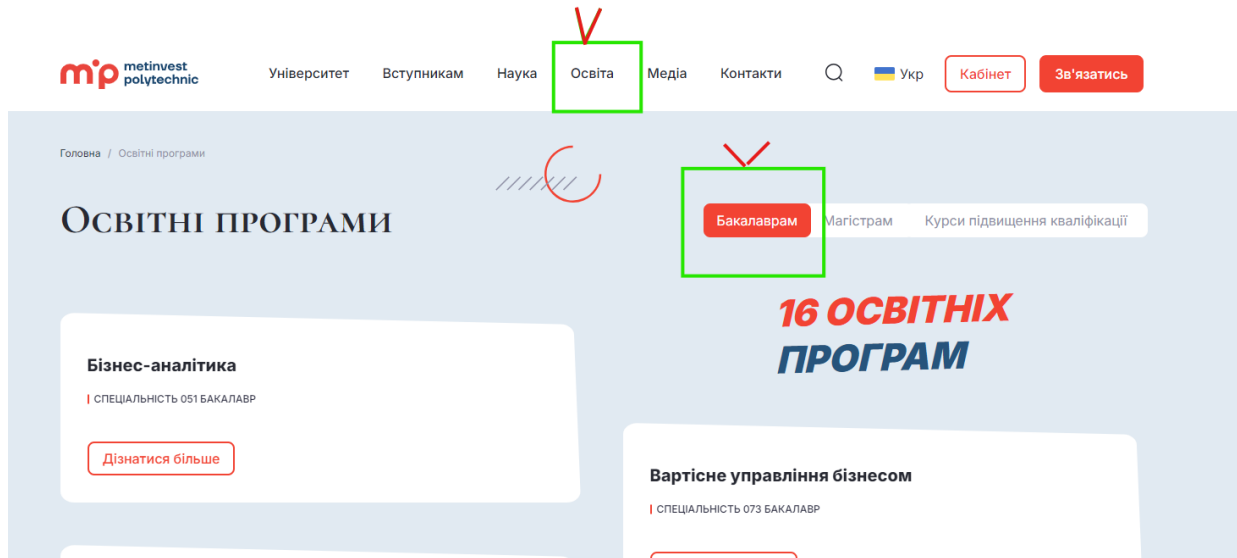 metinvest
polytechnic
Університет Вступникам Наука Освіта Медіа Контакти Укр Кабінет Зв'язатись
Головна / Освітні програми
Освітні програми
Бакалаврам Магістрам Курси підвищення кваліфікації
16 ОСВІТНІХ
ПРОГРАМ
Бізнес-аналітика
СПЕЦІАЛЬНІСТЬ 051 БАКАЛАВР
Дізнатися більше
Вартісне управління бізнесом
СПЕЦІАЛЬНІСТЬ 073 БАКАЛАВР